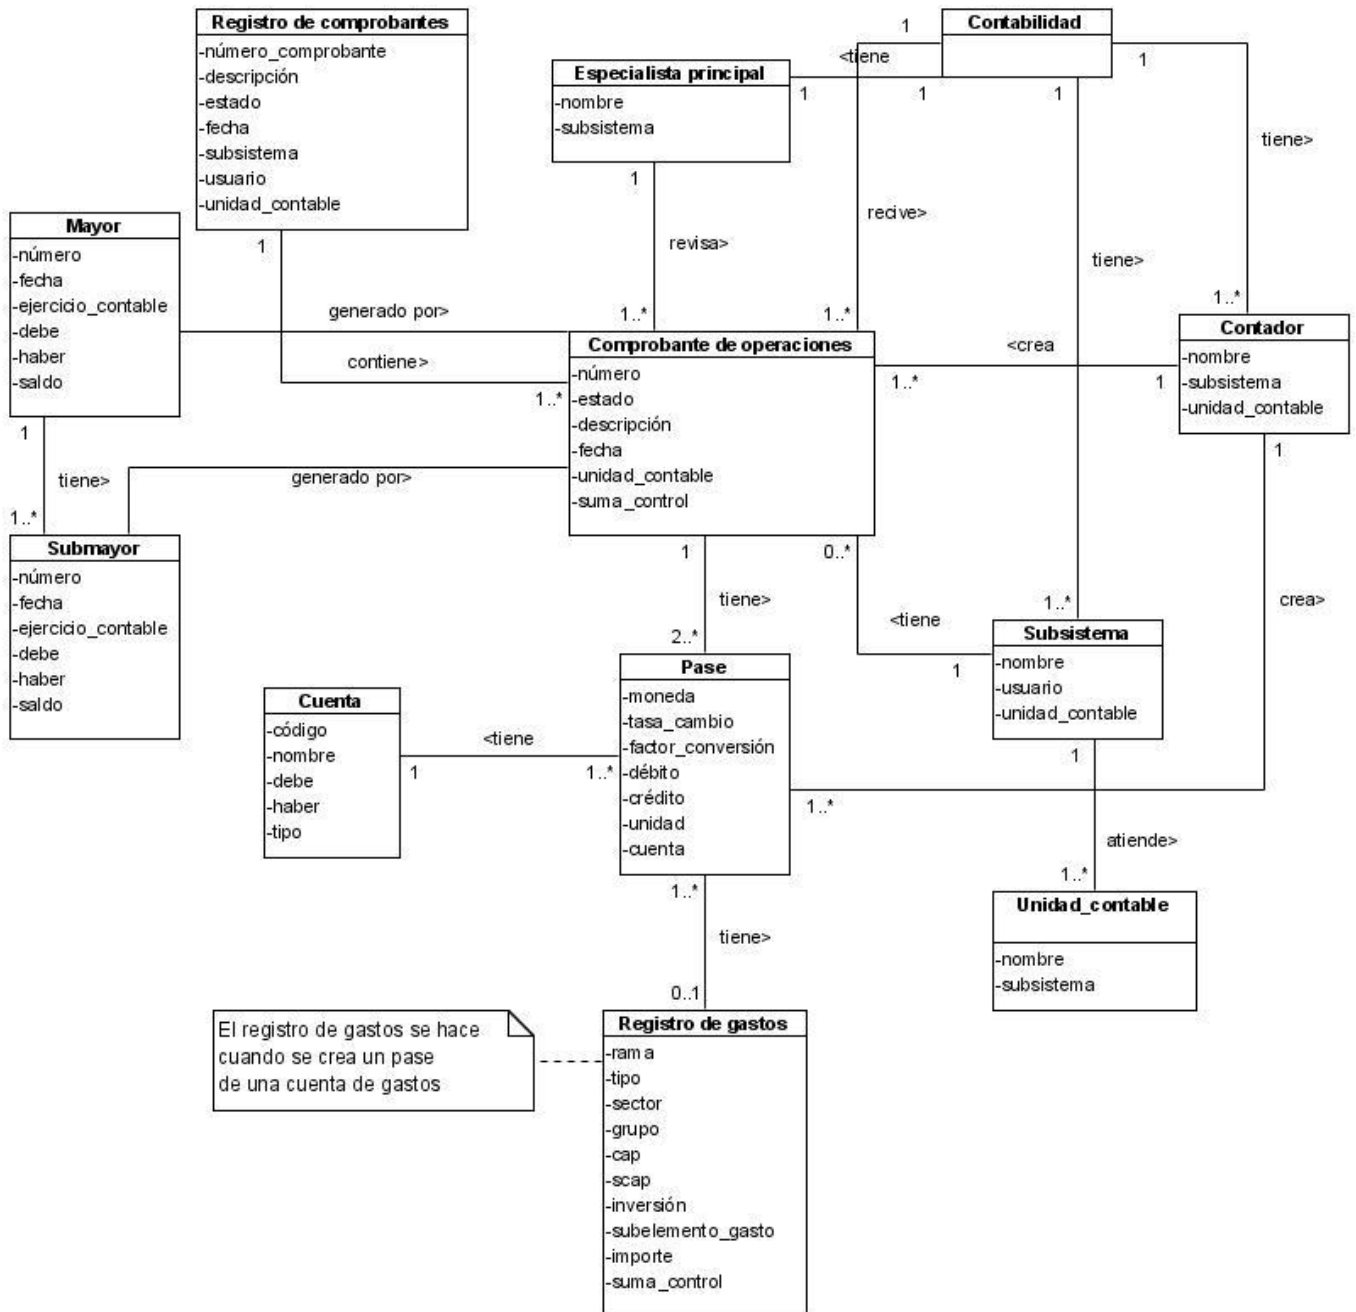 Registro de comprobantes
-número_comprobante
-descripción
-estado
-fecha
-subsistema
-usuario
-unidad_contable
1
Especialista principal
-nombre
-subsistema
1
1
<tiene
1
Contabilidad
1
1
1
tiene>
1..*
revisa>
1..*
recive>
1..*
tiene>
1..*
Mayor
-número
-fecha
-ejercicio_contable
-debe
-haber
-saldo
1
generado por>
contiene>
1..*
Comprobante de operaciones
-número
-estado
-descripción
-fecha
-unidad_contable
-suma_control
<crea
1..*
1
Contador
-nombre
-subsistema
-unidad_contable
1
tiene>
1..*
generado por>
Submayor
-número
-fecha
-ejercicio_contable
-debe
-haber
-saldo
1
tiene>
2..*
0..*
<tiene
1
Subsistema
-nombre
-usuario
-unidad_contable
1
crea>
1..*
Cuenta
-código
-nombre
-debe
-haber
-tipo
1
<tiene
1..*
Pase
-moneda
-tasa_cambio
-factor_conversión
-débito
-crédito
-unidad
-cuenta
1..*
atiende>
1..*
Unidad_contable
-nombre
-subsistema
tiene>
0..1
El registro de gastos se hace
cuando se crea un pase
de una cuenta de gastos
Registro de gastos
-rama
-tipo
-sector
-grupo
-cap
-scap
-inversión
-subelemento_gasto
-importe
-suma_control